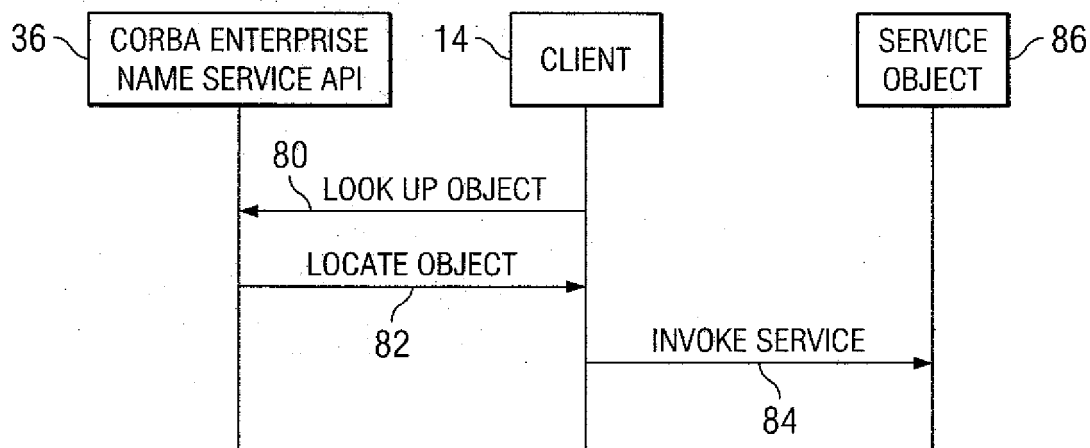 36
CORBA ENTERPRISE
NAME SERVICE API
14
CLIENT
SERVICE
OBJECT
86
80
LOOK UP OBJECT
LOCATE OBJECT
82
INVOKE SERVICE
84